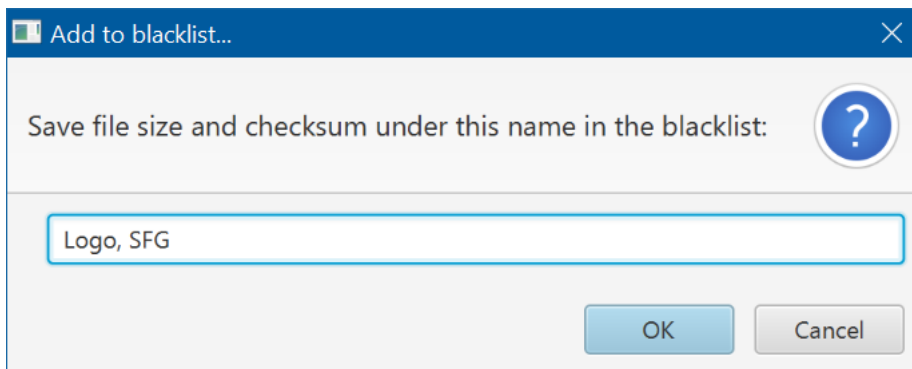 Add to blacklist...
Save file size and checksum under this name in the blacklist:
?
Logo, SFG
OK
Cancel